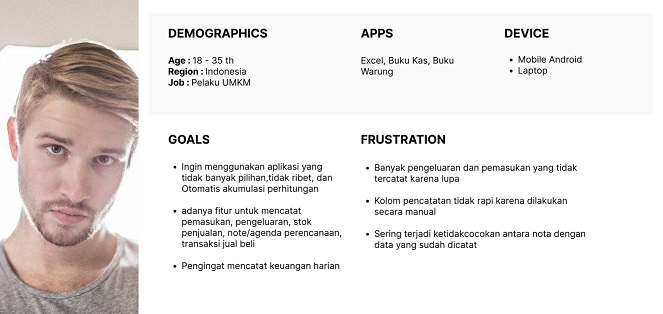 DEMOGRAPHICS
Age : 18 - 35 th
Region : Indonesia
Job : Pelaku UMKM
APPS
Excel, Buku Kas, Buku
Warung
DEVICE
• Mobile Android
• Laptop
GOALS
• Ingin menggunakan aplikasi yang
tidak banyak pilihan,tidak ribet, dan
Otomatis akumulasi perhitungan
• adanya fitur untuk mencatat
pemasukan, pengeluaran, stok
penjualan, note/agenda perencanaan,
transaksi jual beli
• Pengingat mencatat keuangan harian
FRUSTRATION
• Banyak pengeluaran dan pemasukan yang tidak
tercatat karena lupa
• Kolom pencatatan tidak rapi karena dilakukan
secara manual
• Sering terjadi ketidakcocokan antara nota dengan
data yang sudah dicatat